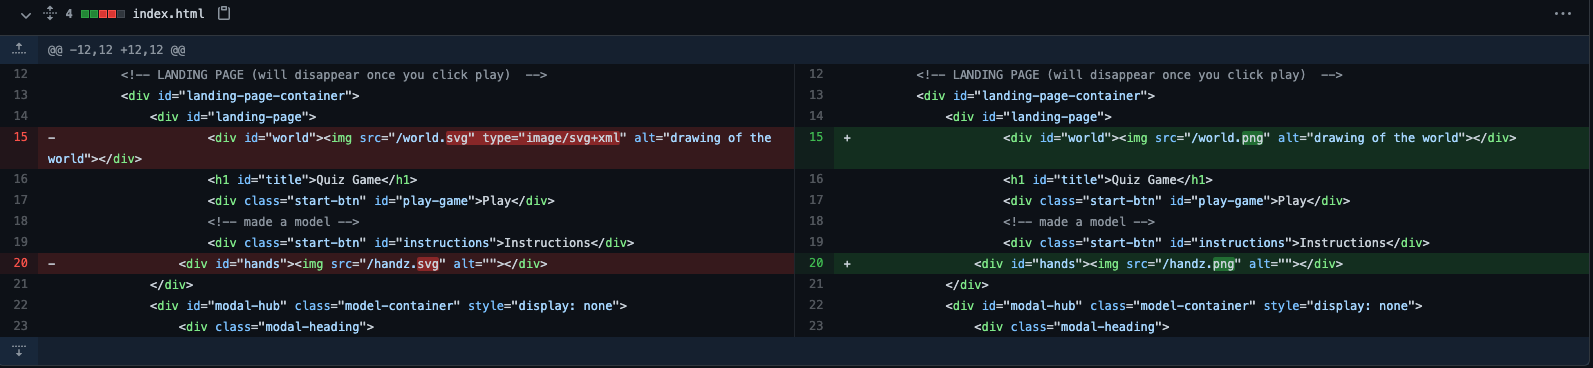 4 index.html
@@ -12,12 +12,12 @@
12 <!-- LANDING PAGE (will disappear once you click play)  -->
13 <div id="landing-page-container">
14 <div id="landing-page">
15 - <div id="world"><img src="/world.svg" type="image/svg+xml" alt="drawing of the
world"></div>
16 <h1 id="title">Quiz Game</h1>
17 <div class="start-btn" id="play-game">Play</div>
18 <!-- made a model -->
19 <div class="start-btn" id="instructions">Instructions</div>
20 - <div id="hands"><img src="/handz.svg" alt=""></div>
21 </div>
22 <div id="modal-hub" class="model-container" style="display: none">
23 <div class="modal-heading">
12 <!-- LANDING PAGE (will disappear once you click play)  -->
13 <div id="landing-page-container">
14 <div id="landing-page">
15 + <div id="world"><img src="/world.png" alt="drawing of the world"></div>
16 <h1 id="title">Quiz Game</h1>
17 <div class="start-btn" id="play-game">Play</div>
18 <!-- made a model -->
19 <div class="start-btn" id="instructions">Instructions</div>
20 + <div id="hands"><img src="/handz.png" alt=""></div>
21 </div>
22 <div id="modal-hub" class="model-container" style="display: none">
23 <div class="modal-heading">